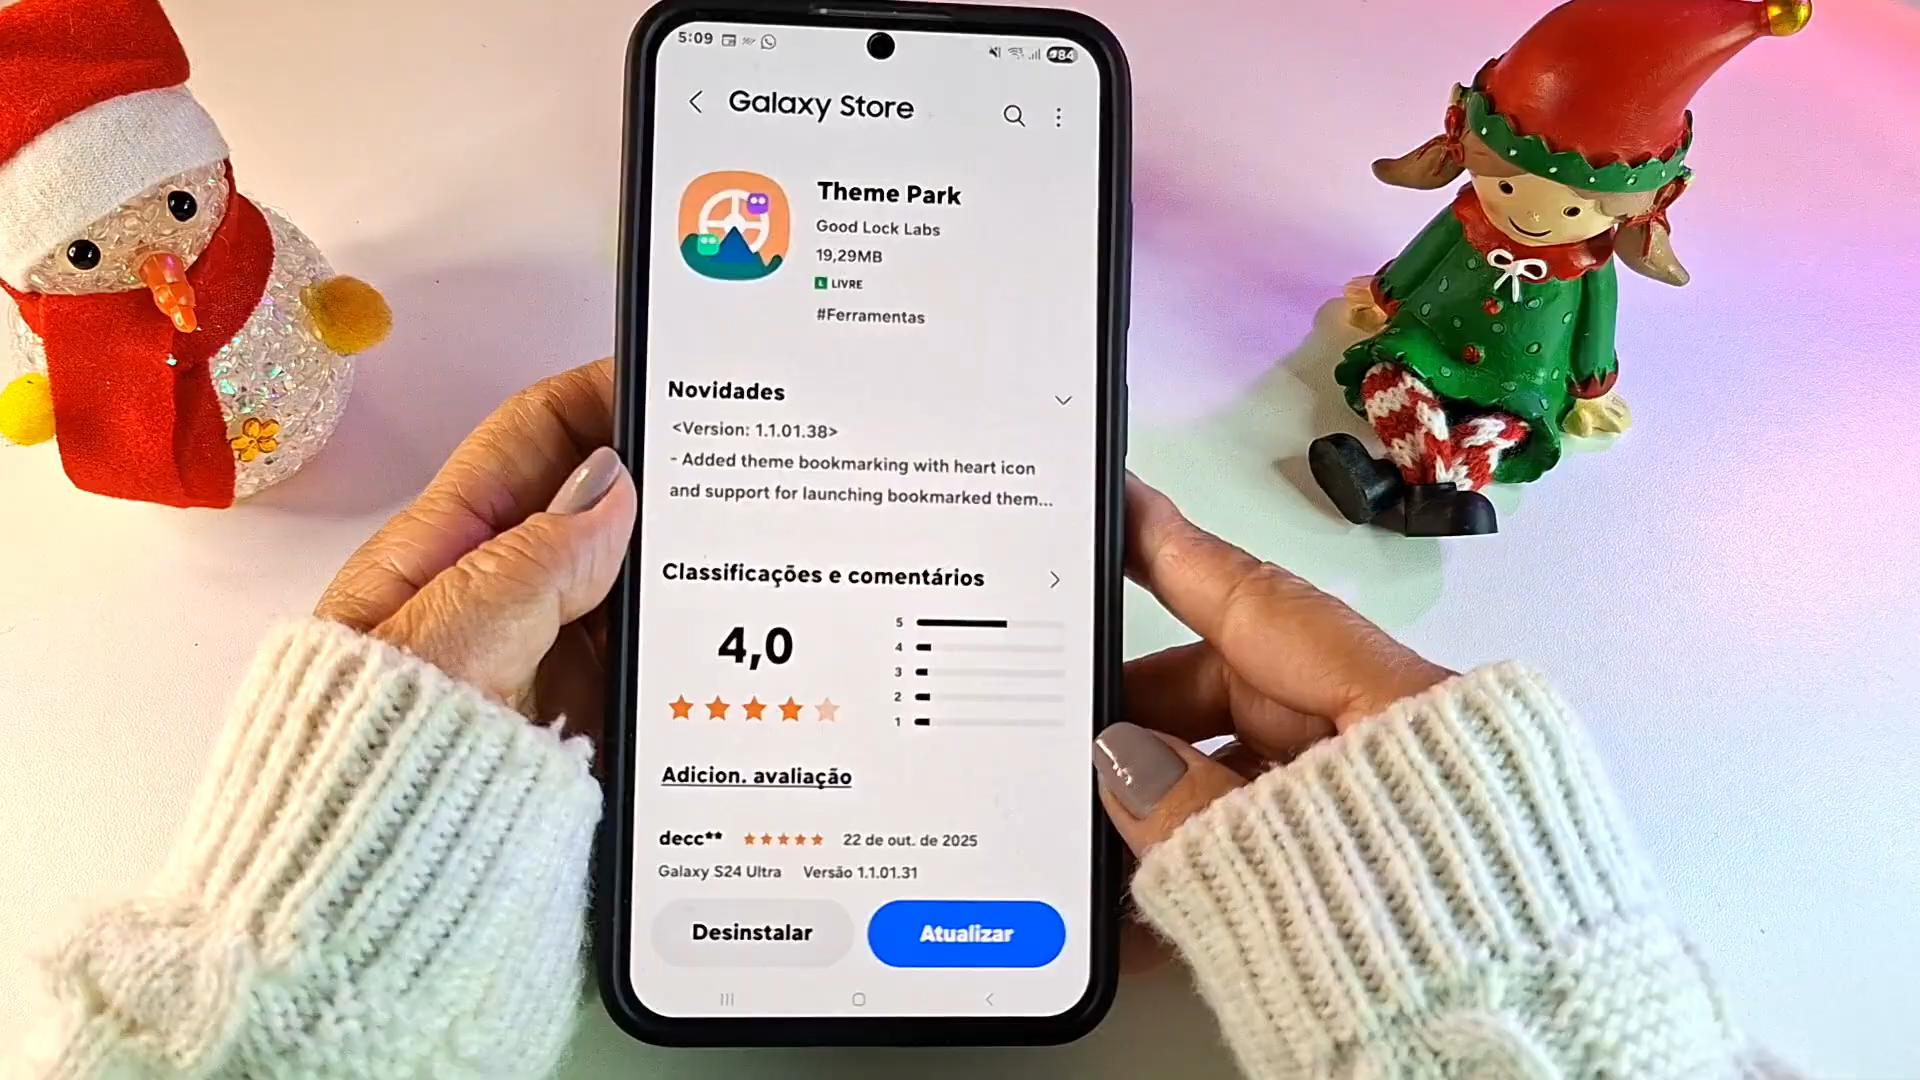 5:09
84
Galaxy Store
Theme Park
Good Lock Labs
19,29MB
L LIVRE
#Ferramentas
Novidades
<Version: 1.1.01.38>
- Added theme bookmarking with heart icon
and support for launching bookmarked them...
Classificações e comentários
4,0
5
4
3
2
1
Adicion. avaliação
decc** 22 de out. de 2025
Galaxy S24 Ultra Versão 1.1.01.31
Desinstalar
Atualizar